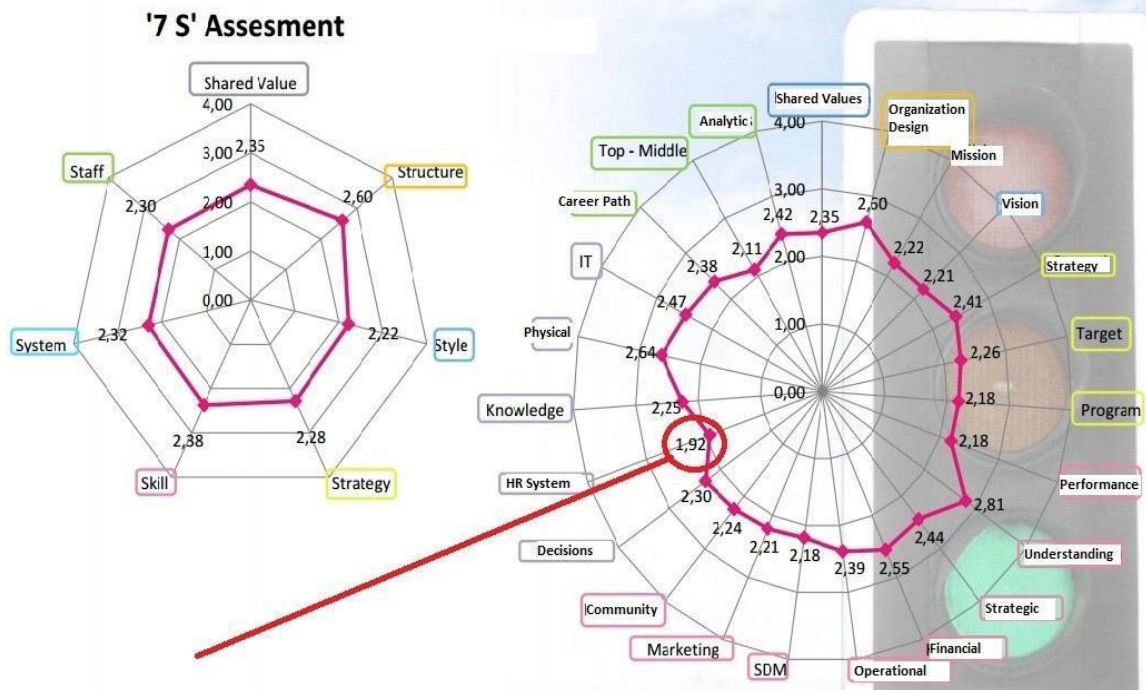 '7 S' Assesment
Shared Value
4,00
3,00
2,35
Staff
Structure
2,30
2,00
2,60
1,00
0,00
System
2,32
2,22
Style
2,38
2,28
Skill
Strategy
Shared Values
Organization
Design
Analytic
4,00
Top - Middle
Mission
Career Path
3,00
Vision
2,42
2,35
2,60
IT
2,11
2,00
2,22
Strategy
2,38
2,21
2,47
2,41
Physical
1,00
Target
2,64
2,26
0,00
2,18
Knowledge
2,25
Program
1,92
2,18
HR System
Performance
2,30
2,81
2,24
2,44
Decisions
2,21
2,18
2,39
2,55
Understanding
Community
Strategic
Marketing
Financial
SDM
Operational